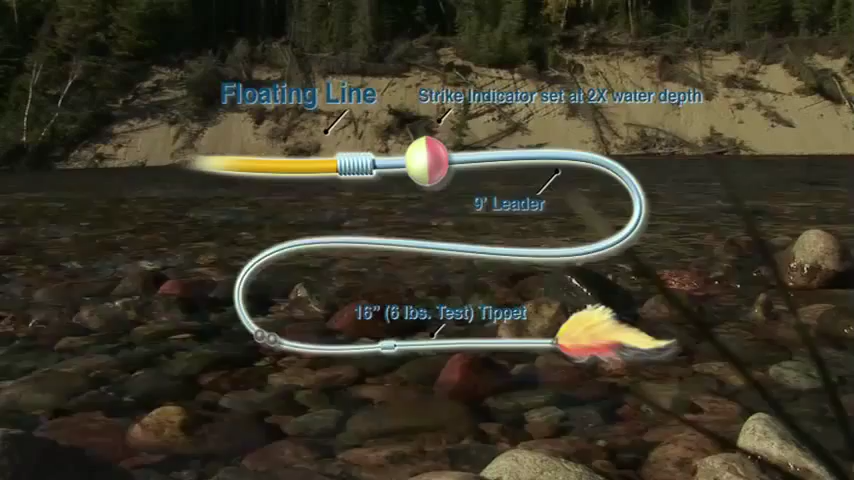 Floating Line
Strike Indicator set at 2X water depth
9' Leader
16" (6 lbs. Test) Tippet